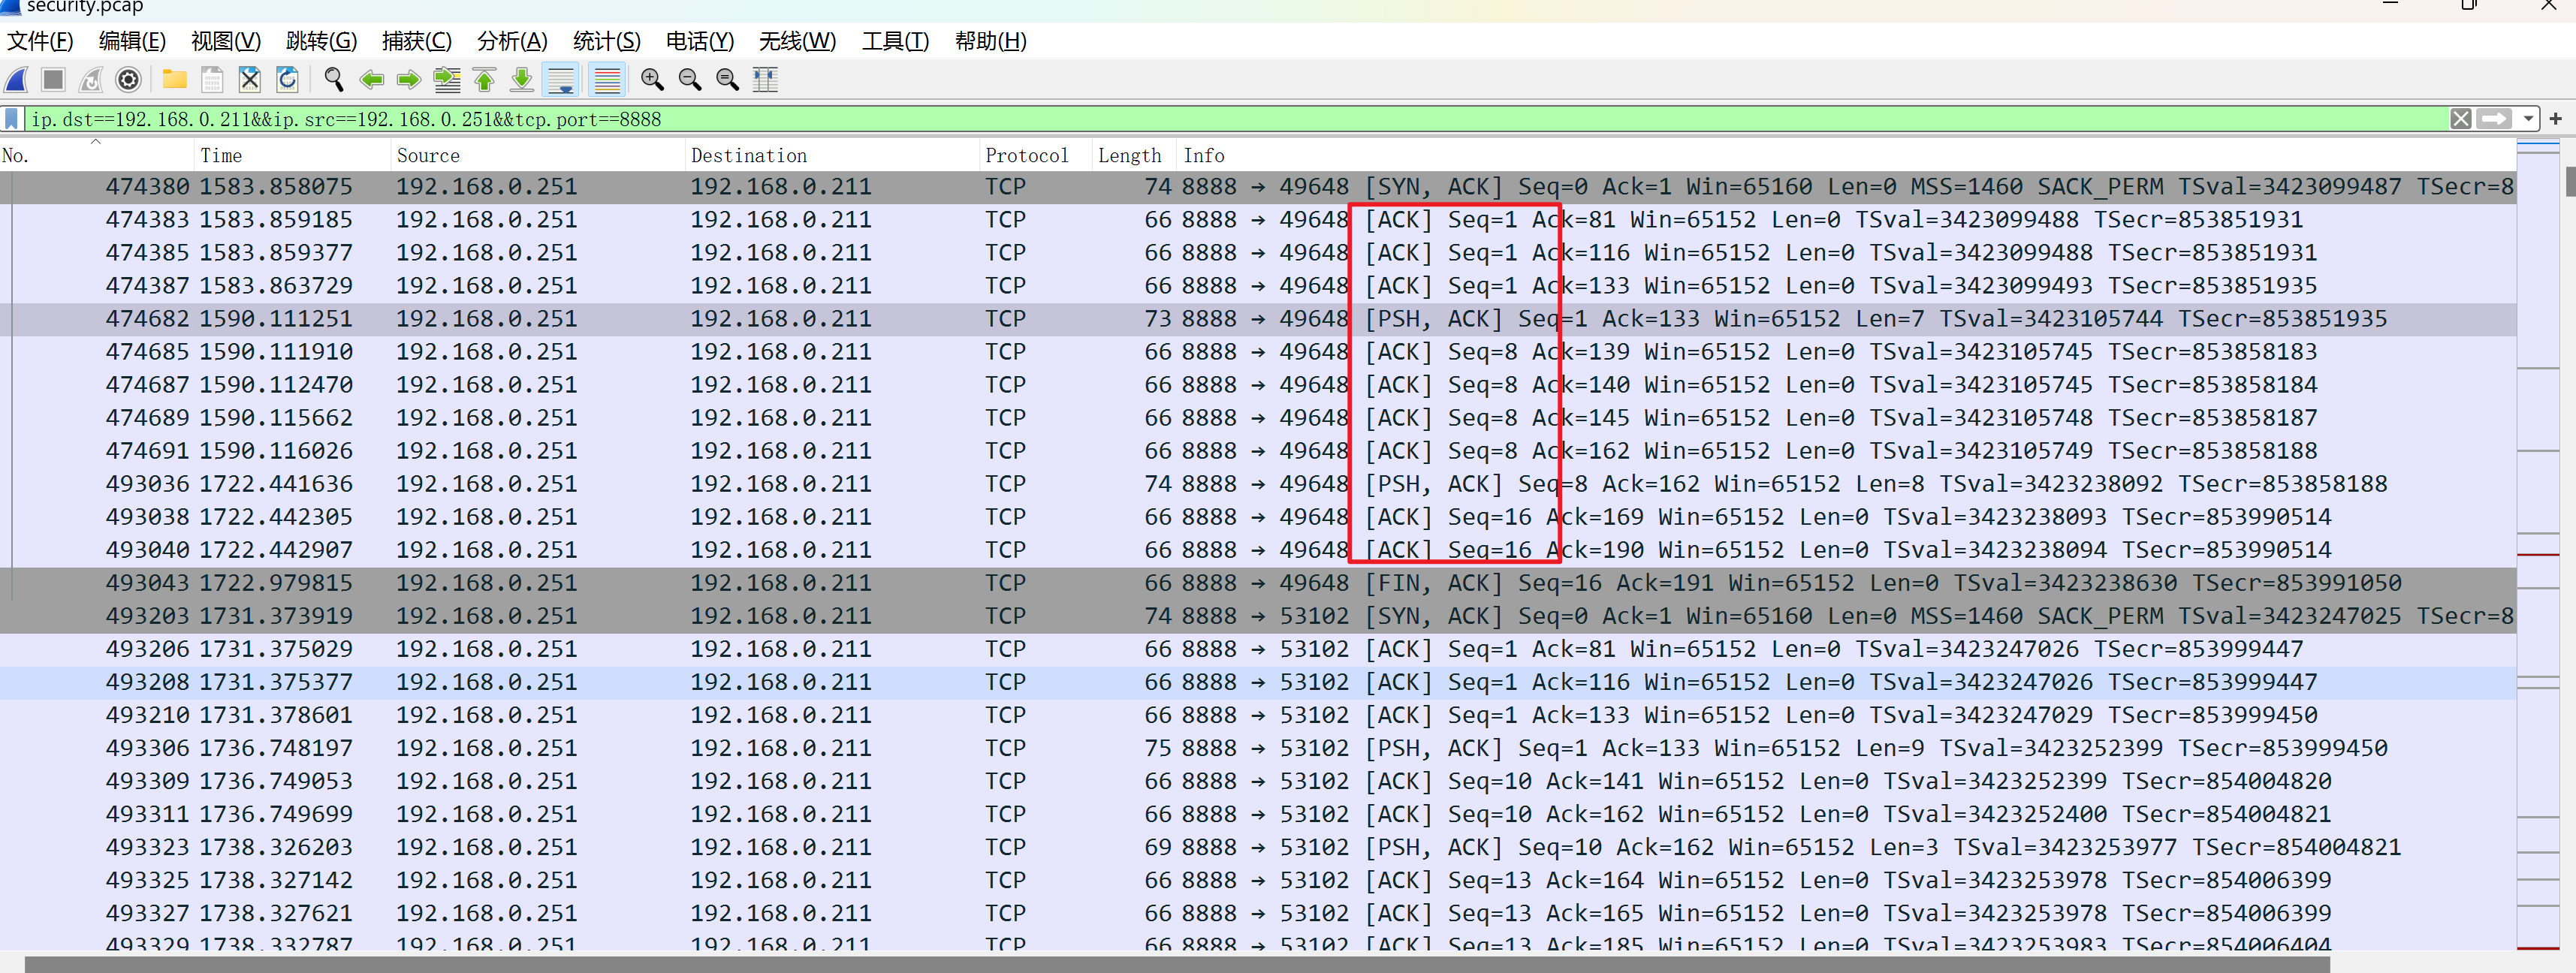 security.pcap
文件(F) 编辑(E) 视图(V) 跳转(G) 捕获(C) 分析(A) 统计(S) 电话(Y) 无线(W) 工具(T) 帮助(H)
ip.dst==192.168.0.211&&ip.src==192.168.0.251&&tcp.port==8888
No. Time Source Destination Protocol Length Info
474380 1583.858075 192.168.0.251 192.168.0.211 TCP 74 8888 → 49648 [SYN, ACK] Seq=0 Ack=1 Win=65160 Len=0 MSS=1460 SACK_PERM TSval=3423099487 TSecr=8
474383 1583.859185 192.168.0.251 192.168.0.211 TCP 66 8888 → 49648 [ACK] Seq=1 Ack=81 Win=65152 Len=0 TSval=3423099488 TSecr=853851931
474385 1583.859377 192.168.0.251 192.168.0.211 TCP 66 8888 → 49648 [ACK] Seq=1 Ack=116 Win=65152 Len=0 TSval=3423099488 TSecr=853851931
474387 1583.863729 192.168.0.251 192.168.0.211 TCP 66 8888 → 49648 [ACK] Seq=1 Ack=133 Win=65152 Len=0 TSval=3423099493 TSecr=853851935
474682 1590.111251 192.168.0.251 192.168.0.211 TCP 73 8888 → 49648 [PSH, ACK] Seq=1 Ack=133 Win=65152 Len=7 TSval=3423105744 TSecr=853851935
474685 1590.111910 192.168.0.251 192.168.0.211 TCP 66 8888 → 49648 [ACK] Seq=8 Ack=139 Win=65152 Len=0 TSval=3423105745 TSecr=853858183
474687 1590.112470 192.168.0.251 192.168.0.211 TCP 66 8888 → 49648 [ACK] Seq=8 Ack=140 Win=65152 Len=0 TSval=3423105745 TSecr=853858184
474689 1590.115662 192.168.0.251 192.168.0.211 TCP 66 8888 → 49648 [ACK] Seq=8 Ack=145 Win=65152 Len=0 TSval=3423105748 TSecr=853858187
474691 1590.116026 192.168.0.251 192.168.0.211 TCP 66 8888 → 49648 [ACK] Seq=8 Ack=162 Win=65152 Len=0 TSval=3423105749 TSecr=853858188
493036 1722.441636 192.168.0.251 192.168.0.211 TCP 74 8888 → 49648 [PSH, ACK] Seq=8 Ack=162 Win=65152 Len=8 TSval=3423238092 TSecr=853858188
493038 1722.442305 192.168.0.251 192.168.0.211 TCP 66 8888 → 49648 [ACK] Seq=16 Ack=169 Win=65152 Len=0 TSval=3423238093 TSecr=853990514
493040 1722.442907 192.168.0.251 192.168.0.211 TCP 66 8888 → 49648 [ACK] Seq=16 Ack=190 Win=65152 Len=0 TSval=3423238094 TSecr=853990514
493043 1722.979815 192.168.0.251 192.168.0.211 TCP 66 8888 → 49648 [FIN, ACK] Seq=16 Ack=191 Win=65152 Len=0 TSval=3423238630 TSecr=853991050
493203 1731.373919 192.168.0.251 192.168.0.211 TCP 74 8888 → 53102 [SYN, ACK] Seq=0 Ack=1 Win=65160 Len=0 MSS=1460 SACK_PERM TSval=3423247025 TSecr=8
493206 1731.375029 192.168.0.251 192.168.0.211 TCP 66 8888 → 53102 [ACK] Seq=1 Ack=81 Win=65152 Len=0 TSval=3423247026 TSecr=853999447
493208 1731.375377 192.168.0.251 192.168.0.211 TCP 66 8888 → 53102 [ACK] Seq=1 Ack=116 Win=65152 Len=0 TSval=3423247026 TSecr=853999447
493210 1731.378601 192.168.0.251 192.168.0.211 TCP 66 8888 → 53102 [ACK] Seq=1 Ack=133 Win=65152 Len=0 TSval=3423247029 TSecr=853999450
493306 1736.748197 192.168.0.251 192.168.0.211 TCP 75 8888 → 53102 [PSH, ACK] Seq=1 Ack=133 Win=65152 Len=9 TSval=3423252399 TSecr=853999450
493309 1736.749053 192.168.0.251 192.168.0.211 TCP 66 8888 → 53102 [ACK] Seq=10 Ack=141 Win=65152 Len=0 TSval=3423252399 TSecr=854004820
493311 1736.749699 192.168.0.251 192.168.0.211 TCP 66 8888 → 53102 [ACK] Seq=10 Ack=162 Win=65152 Len=0 TSval=3423252400 TSecr=854004821
493323 1738.326203 192.168.0.251 192.168.0.211 TCP 69 8888 → 53102 [PSH, ACK] Seq=10 Ack=162 Win=65152 Len=3 TSval=3423253977 TSecr=854004821
493325 1738.327142 192.168.0.251 192.168.0.211 TCP 66 8888 → 53102 [ACK] Seq=13 Ack=164 Win=65152 Len=0 TSval=3423253978 TSecr=854006399
493327 1738.327621 192.168.0.251 192.168.0.211 TCP 66 8888 → 53102 [ACK] Seq=13 Ack=165 Win=65152 Len=0 TSval=3423253978 TSecr=854006399
493329 1738.332787 192.168.0.251 192.168.0.211 TCP 66 8888 → 53102 [ACK] Seq=13 Ack=185 Win=65152 Len=0 TSval=3423253983 TSecr=854006404